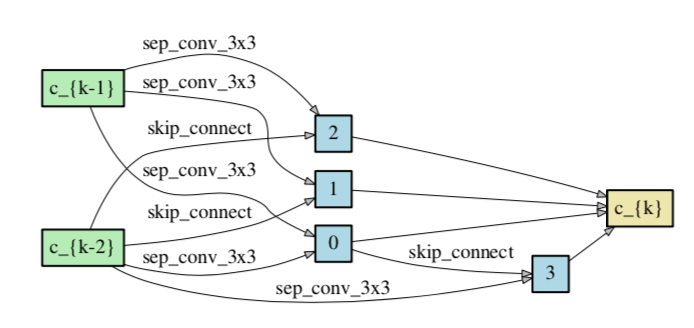 sep_conv_3x3
c_{k-1}
sep_conv_3x3
skip_connect
2
sep_conv_3x3
1
c_{k}
skip_connect
c_{k-2}
0
sep_conv_3x3
skip_connect
3
sep_conv_3x3